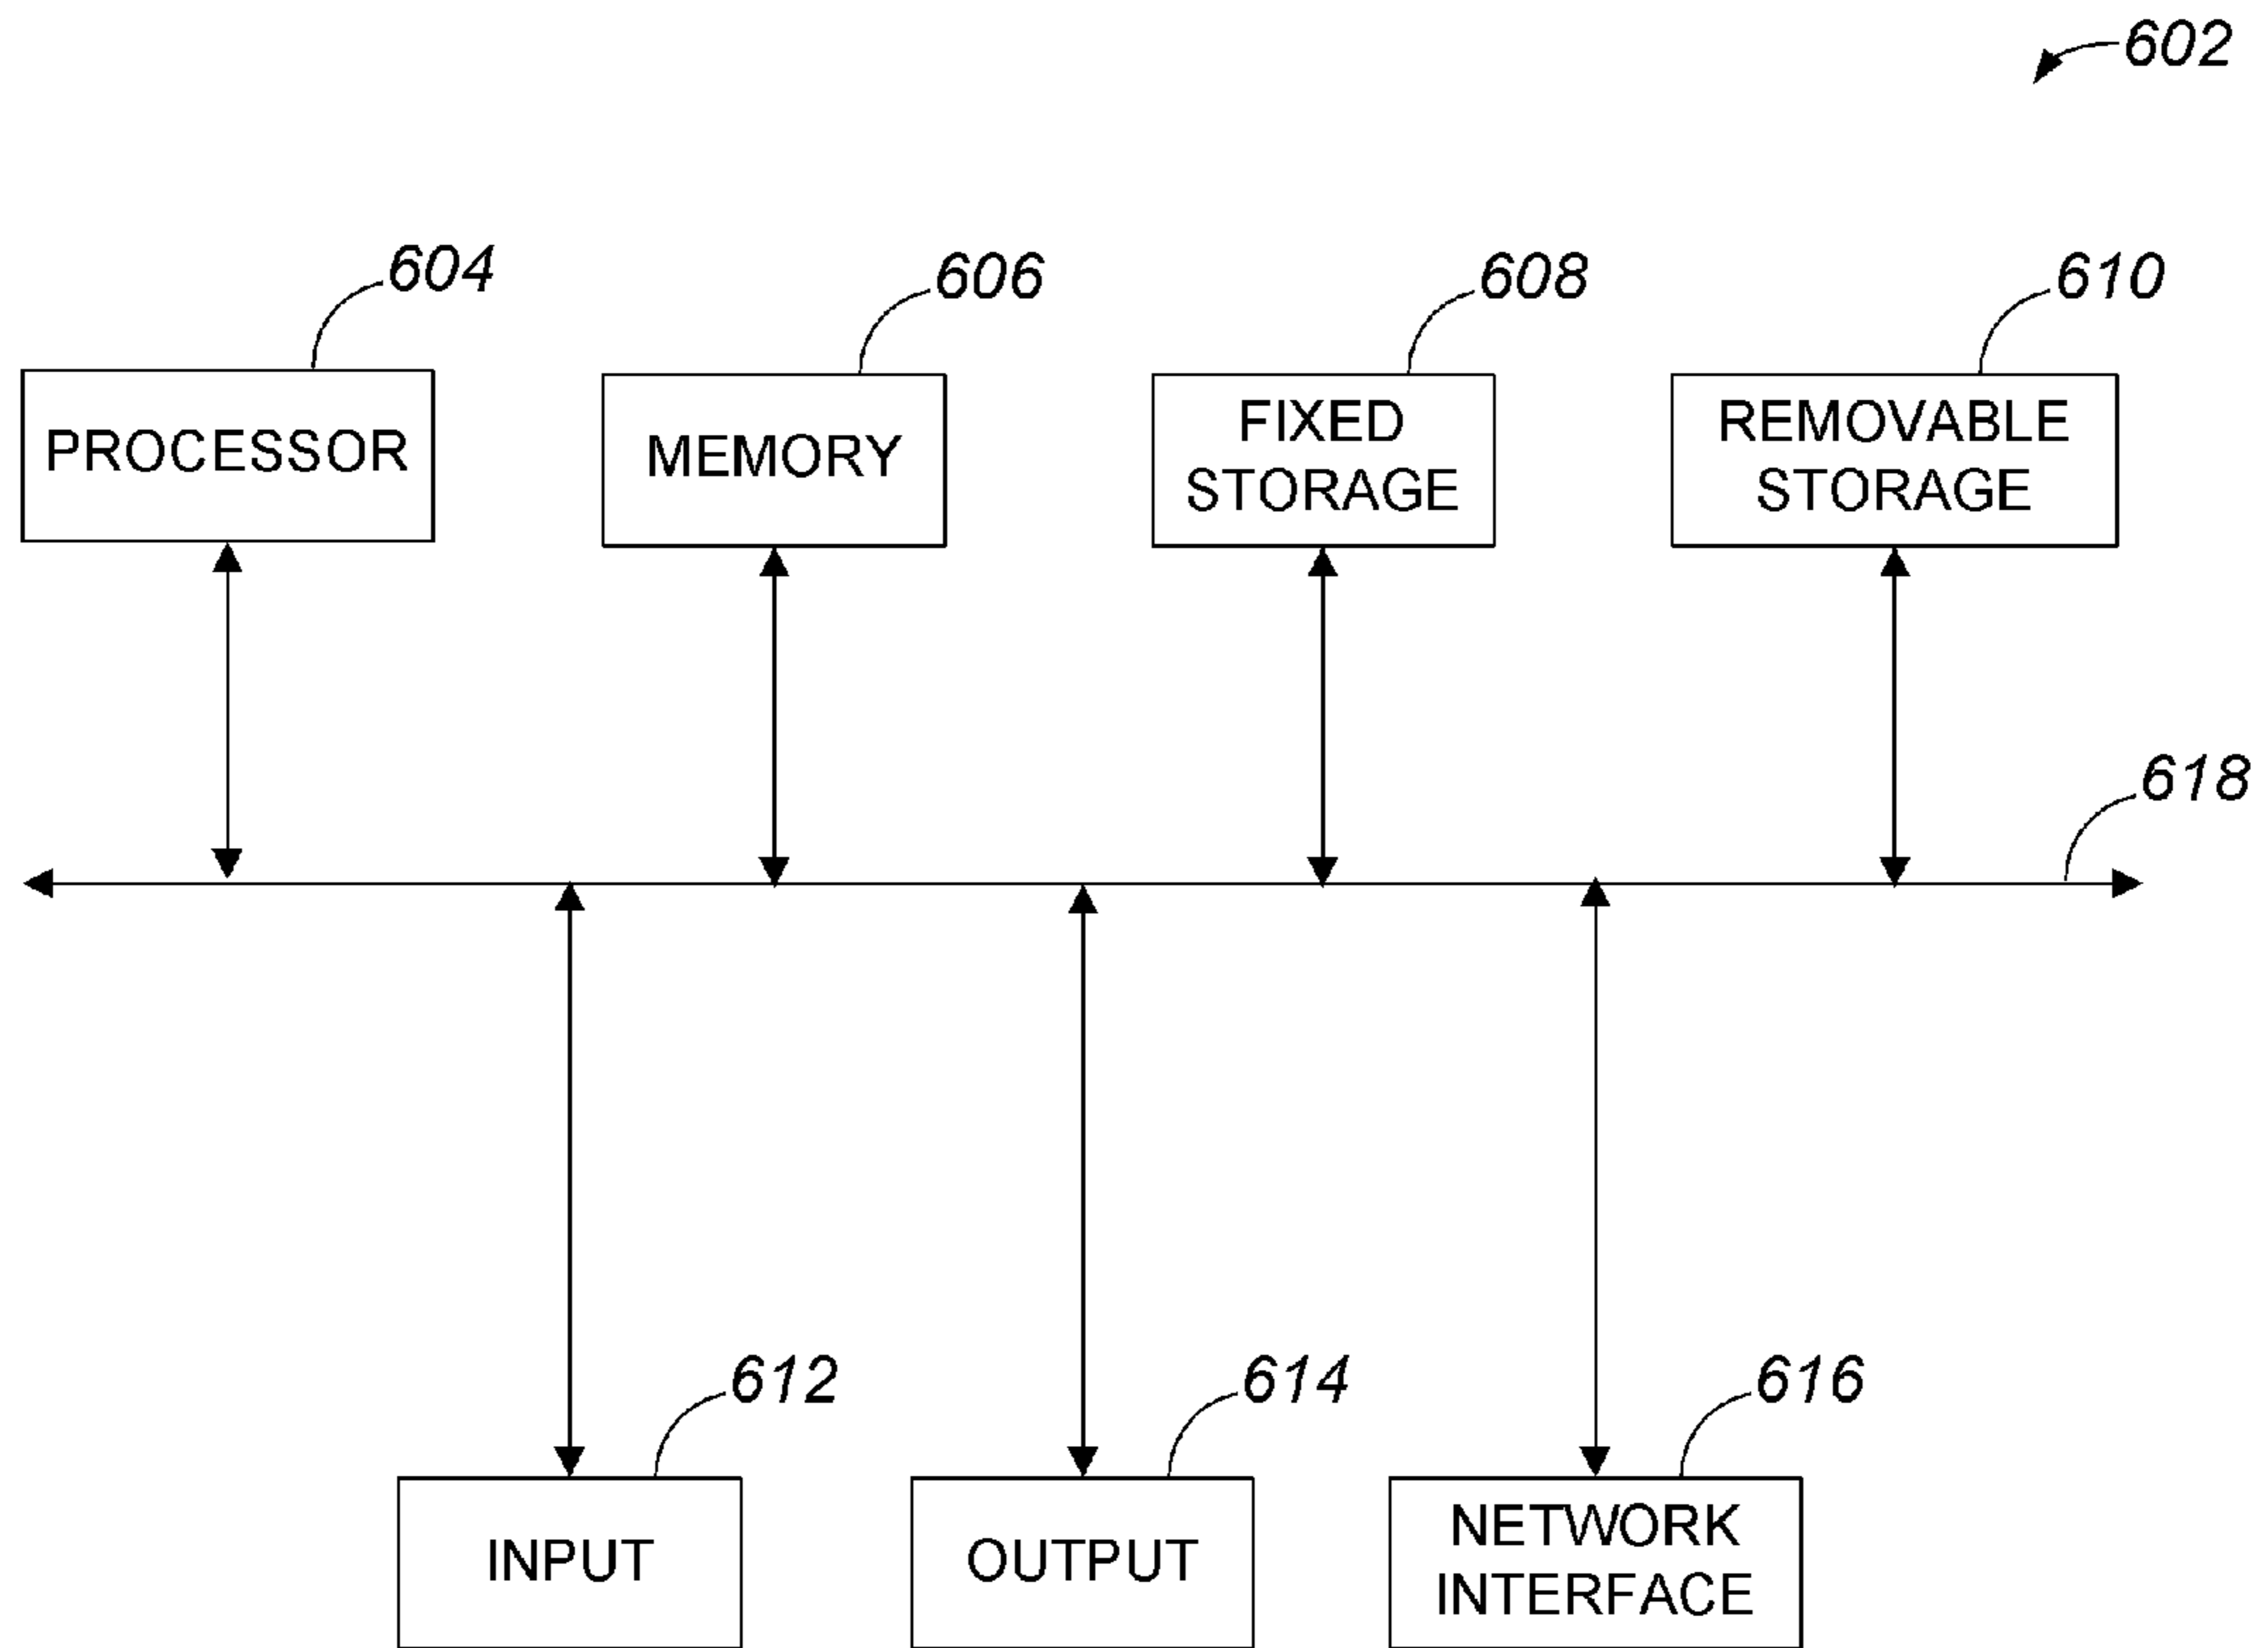 602
604
606
608
610
PROCESSOR
MEMORY
FIXED
STORAGE
REMOVABLE
STORAGE
618
612
614
616
INPUT
OUTPUT
NETWORK
INTERFACE